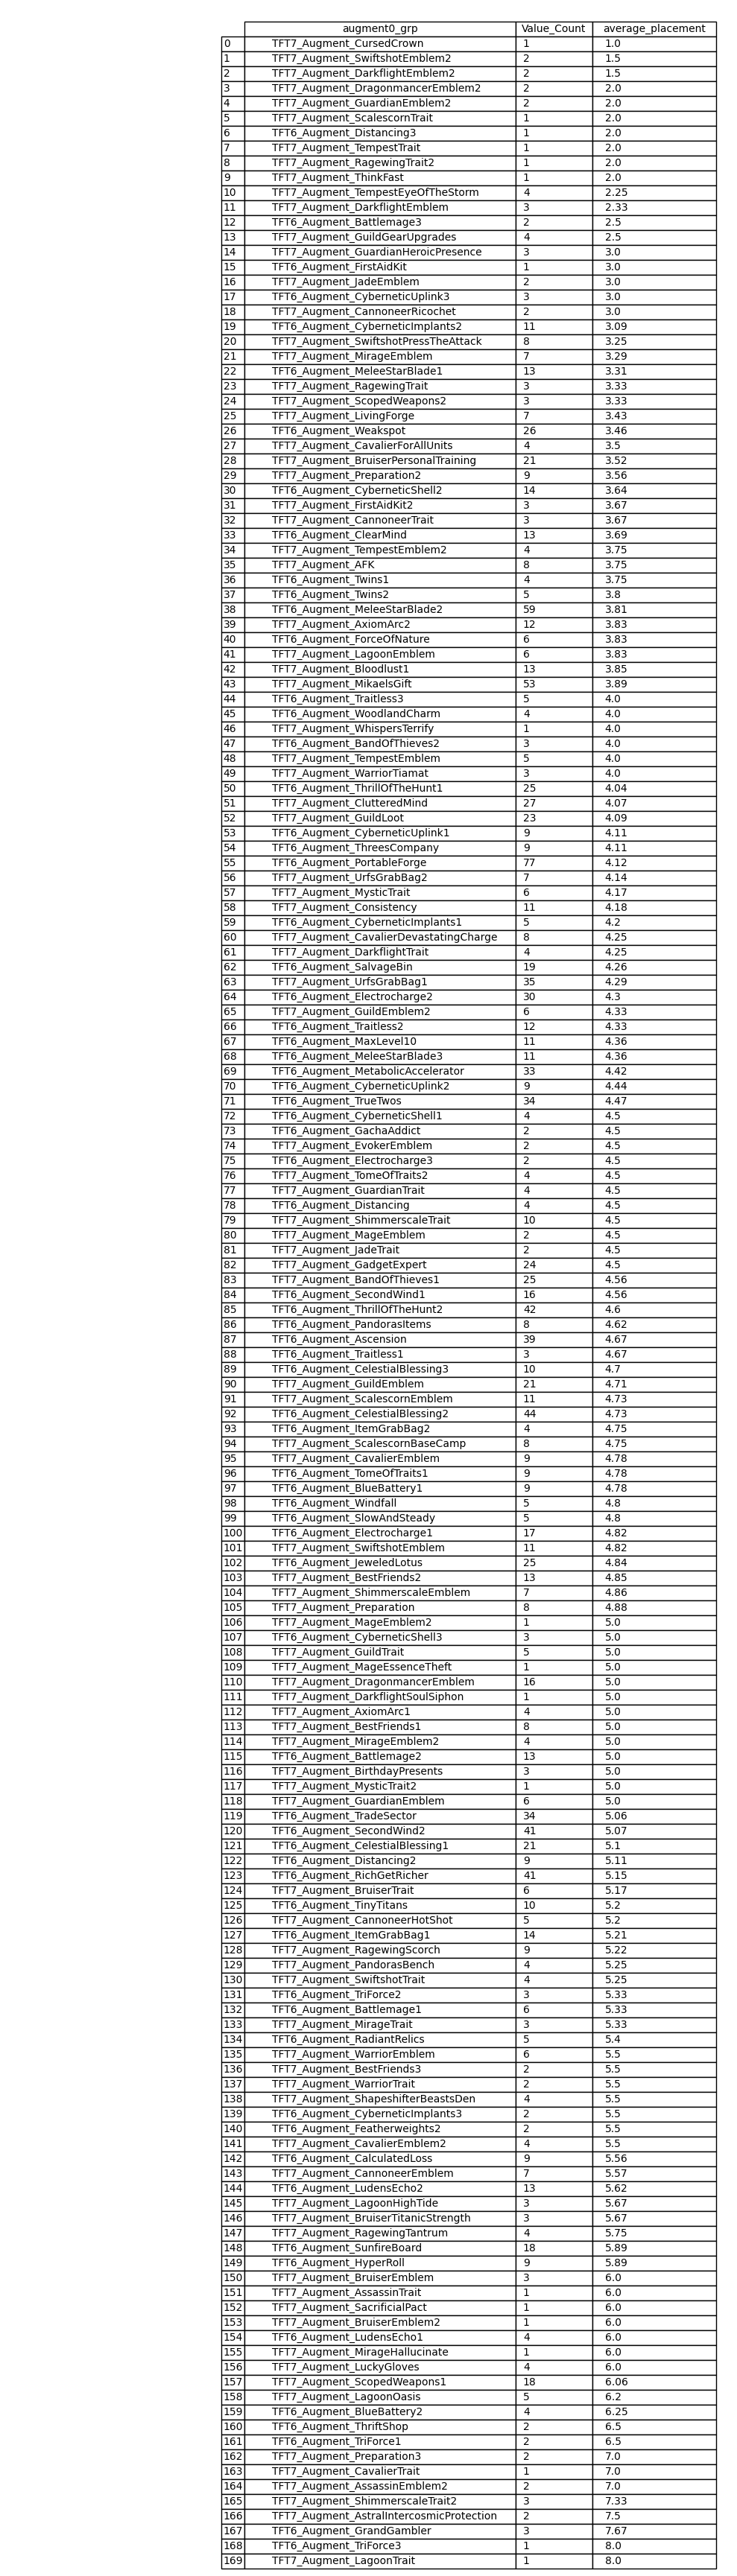 augment0_grp Value_Count average_placement
0 TFT7_Augment_CursedCrown 1 1.0
1 TFT7_Augment_SwiftshotEmblem2 2 1.5
2 TFT7_Augment_DarkflightEmblem2 2 1.5
3 TFT7_Augment_DragonmancerEmblem2 2 2.0
4 TFT7_Augment_GuardianEmblem2 2 2.0
5 TFT7_Augment_ScalescornTrait 1 2.0
6 TFT6_Augment_Distancing3 1 2.0
7 TFT7_Augment_TempestTrait 1 2.0
8 TFT7_Augment_RagewingTrait2 1 2.0
9 TFT7_Augment_ThinkFast 1 2.0
10 TFT7_Augment_TempestEyeOfTheStorm 4 2.25
11 TFT7_Augment_DarkflightEmblem 3 2.33
12 TFT6_Augment_Battlemage3 2 2.5
13 TFT7_Augment_GuildGearUpgrades 4 2.5
14 TFT7_Augment_GuardianHeroicPresence 3 3.0
15 TFT6_Augment_FirstAidKit 1 3.0
16 TFT7_Augment_JadeEmblem 2 3.0
17 TFT6_Augment_CyberneticUplink3 3 3.0
18 TFT7_Augment_CannoneerRicochet 2 3.0
19 TFT6_Augment_CyberneticImplants2 11 3.09
20 TFT7_Augment_SwiftshotPressTheAttack 8 3.25
21 TFT7_Augment_MirageEmblem 7 3.29
22 TFT6_Augment_MeleeStarBlade1 13 3.31
23 TFT7_Augment_RagewingTrait 3 3.33
24 TFT7_Augment_ScopedWeapons2 3 3.33
25 TFT7_Augment_LivingForge 7 3.43
26 TFT6_Augment_Weakspot 26 3.46
27 TFT7_Augment_CavalierForAllUnits 4 3.5
28 TFT7_Augment_BruiserPersonalTraining 21 3.52
29 TFT7_Augment_Preparation2 9 3.56
30 TFT6_Augment_CyberneticShell2 14 3.64
31 TFT7_Augment_FirstAidKit2 3 3.67
32 TFT7_Augment_CannoneerTrait 3 3.67
33 TFT6_Augment_ClearMind 13 3.69
34 TFT7_Augment_TempestEmblem2 4 3.75
35 TFT7_Augment_AFK 8 3.75
36 TFT6_Augment_Twins1 4 3.75
37 TFT6_Augment_Twins2 5 3.8
38 TFT6_Augment_MeleeStarBlade2 59 3.81
39 TFT7_Augment_AxiomArc2 12 3.83
40 TFT6_Augment_ForceOfNature 6 3.83
41 TFT7_Augment_LagoonEmblem 6 3.83
42 TFT7_Augment_Bloodlust1 13 3.85
43 TFT7_Augment_MikaelsGift 53 3.89
44 TFT6_Augment_Traitless3 5 4.0
45 TFT6_Augment_WoodlandCharm 4 4.0
46 TFT7_Augment_WhispersTerrify 1 4.0
47 TFT6_Augment_BandOfThieves2 3 4.0
48 TFT7_Augment_TempestEmblem 5 4.0
49 TFT7_Augment_WarriorTiamat 3 4.0
50 TFT6_Augment_ThrillOfTheHunt1 25 4.04
51 TFT7_Augment_ClutteredMind 27 4.07
52 TFT7_Augment_GuildLoot 23 4.09
53 TFT6_Augment_CyberneticUplink1 9 4.11
54 TFT6_Augment_ThreesCompany 9 4.11
55 TFT6_Augment_PortableForge 77 4.12
56 TFT7_Augment_UrfsGrabBag2 7 4.14
57 TFT7_Augment_MysticTrait 6 4.17
58 TFT7_Augment_Consistency 11 4.18
59 TFT6_Augment_CyberneticImplants1 5 4.2
60 TFT7_Augment_CavalierDevastatingCharge 8 4.25
61 TFT7_Augment_DarkflightTrait 4 4.25
62 TFT6_Augment_SalvageBin 19 4.26
63 TFT7_Augment_UrfsGrabBag1 35 4.29
64 TFT6_Augment_Electrocharge2 30 4.3
65 TFT7_Augment_GuildEmblem2 6 4.33
66 TFT6_Augment_Traitless2 12 4.33
67 TFT6_Augment_MaxLevel10 11 4.36
68 TFT6_Augment_MeleeStarBlade3 11 4.36
69 TFT6_Augment_MetabolicAccelerator 33 4.42
70 TFT6_Augment_CyberneticUplink2 9 4.44
71 TFT6_Augment_TrueTwos 34 4.47
72 TFT6_Augment_CyberneticShell1 4 4.5
73 TFT6_Augment_GachaAddict 2 4.5
74 TFT7_Augment_EvokerEmblem 2 4.5
75 TFT6_Augment_Electrocharge3 2 4.5
76 TFT7_Augment_TomeOfTraits2 4 4.5
77 TFT7_Augment_GuardianTrait 4 4.5
78 TFT6_Augment_Distancing 4 4.5
79 TFT7_Augment_ShimmerscaleTrait 10 4.5
80 TFT7_Augment_MageEmblem 2 4.5
81 TFT7_Augment_JadeTrait 2 4.5
82 TFT7_Augment_GadgetExpert 24 4.5
83 TFT7_Augment_BandOfThieves1 25 4.56
84 TFT6_Augment_SecondWind1 16 4.56
85 TFT6_Augment_ThrillOfTheHunt2 42 4.6
86 TFT6_Augment_PandorasItems 8 4.62
87 TFT6_Augment_Ascension 39 4.67
88 TFT6_Augment_Traitless1 3 4.67
89 TFT6_Augment_CelestialBlessing3 10 4.7
90 TFT7_Augment_GuildEmblem 21 4.71
91 TFT7_Augment_ScalescornEmblem 11 4.73
92 TFT6_Augment_CelestialBlessing2 44 4.73
93 TFT6_Augment_ItemGrabBag2 4 4.75
94 TFT7_Augment_ScalescornBaseCamp 8 4.75
95 TFT7_Augment_CavalierEmblem 9 4.78
96 TFT6_Augment_TomeOfTraits1 9 4.78
97 TFT6_Augment_BlueBattery1 9 4.78
98 TFT6_Augment_Windfall 5 4.8
99 TFT6_Augment_SlowAndSteady 5 4.8
100 TFT6_Augment_Electrocharge1 17 4.82
101 TFT7_Augment_SwiftshotEmblem 11 4.82
102 TFT6_Augment_JeweledLotus 25 4.84
103 TFT7_Augment_BestFriends2 13 4.85
104 TFT7_Augment_ShimmerscaleEmblem 7 4.86
105 TFT7_Augment_Preparation 8 4.88
106 TFT7_Augment_MageEmblem2 1 5.0
107 TFT6_Augment_CyberneticShell3 3 5.0
108 TFT7_Augment_GuildTrait 5 5.0
109 TFT7_Augment_MageEssenceTheft 1 5.0
110 TFT7_Augment_DragonmancerEmblem 16 5.0
111 TFT7_Augment_DarkflightSoulSiphon 1 5.0
112 TFT7_Augment_AxiomArc1 4 5.0
113 TFT7_Augment_BestFriends1 8 5.0
114 TFT7_Augment_MirageEmblem2 4 5.0
115 TFT6_Augment_Battlemage2 13 5.0
116 TFT7_Augment_BirthdayPresents 3 5.0
117 TFT7_Augment_MysticTrait2 1 5.0
118 TFT7_Augment_GuardianEmblem 6 5.0
119 TFT6_Augment_TradeSector 34 5.06
120 TFT6_Augment_SecondWind2 41 5.07
121 TFT6_Augment_CelestialBlessing1 21 5.1
122 TFT6_Augment_Distancing2 9 5.11
123 TFT6_Augment_RichGetRicher 41 5.15
124 TFT7_Augment_BruiserTrait 6 5.17
125 TFT6_Augment_TinyTitans 10 5.2
126 TFT7_Augment_CannoneerHotShot 5 5.2
127 TFT6_Augment_ItemGrabBag1 14 5.21
128 TFT7_Augment_RagewingScorch 9 5.22
129 TFT7_Augment_PandorasBench 4 5.25
130 TFT7_Augment_SwiftshotTrait 4 5.25
131 TFT6_Augment_TriForce2 3 5.33
132 TFT6_Augment_Battlemage1 6 5.33
133 TFT7_Augment_MirageTrait 3 5.33
134 TFT6_Augment_RadiantRelics 5 5.4
135 TFT7_Augment_WarriorEmblem 6 5.5
136 TFT7_Augment_BestFriends3 2 5.5
137 TFT7_Augment_WarriorTrait 2 5.5
138 TFT7_Augment_ShapeshifterBeastsDen 4 5.5
139 TFT6_Augment_CyberneticImplants3 2 5.5
140 TFT6_Augment_Featherweights2 2 5.5
141 TFT7_Augment_CavalierEmblem2 4 5.5
142 TFT6_Augment_CalculatedLoss 9 5.56
143 TFT7_Augment_CannoneerEmblem 7 5.57
144 TFT6_Augment_LudensEcho2 13 5.62
145 TFT7_Augment_LagoonHighTide 3 5.67
146 TFT7_Augment_BruiserTitanicStrength 3 5.67
147 TFT7_Augment_RagewingTantrum 4 5.75
148 TFT6_Augment_SunfireBoard 18 5.89
149 TFT6_Augment_HyperRoll 9 5.89
150 TFT7_Augment_BruiserEmblem 3 6.0
151 TFT7_Augment_AssassinTrait 1 6.0
152 TFT7_Augment_SacrificialPact 1 6.0
153 TFT7_Augment_BruiserEmblem2 1 6.0
154 TFT6_Augment_LudensEcho1 4 6.0
155 TFT7_Augment_MirageHallucinate 1 6.0
156 TFT7_Augment_LuckyGloves 4 6.0
157 TFT7_Augment_ScopedWeapons1 18 6.06
158 TFT7_Augment_LagoonOasis 5 6.2
159 TFT6_Augment_BlueBattery2 4 6.25
160 TFT6_Augment_ThriftShop 2 6.5
161 TFT6_Augment_TriForce1 2 6.5
162 TFT7_Augment_Preparation3 2 7.0
163 TFT7_Augment_CavalierTrait 1 7.0
164 TFT7_Augment_AssassinEmblem2 2 7.0
165 TFT7_Augment_ShimmerscaleTrait2 3 7.33
166 TFT7_Augment_AstralIntercosmicProtection 2 7.5
167 TFT6_Augment_GrandGambler 3 7.67
168 TFT6_Augment_TriForce3 1 8.0
169 TFT7_Augment_LagoonTrait 1 8.0